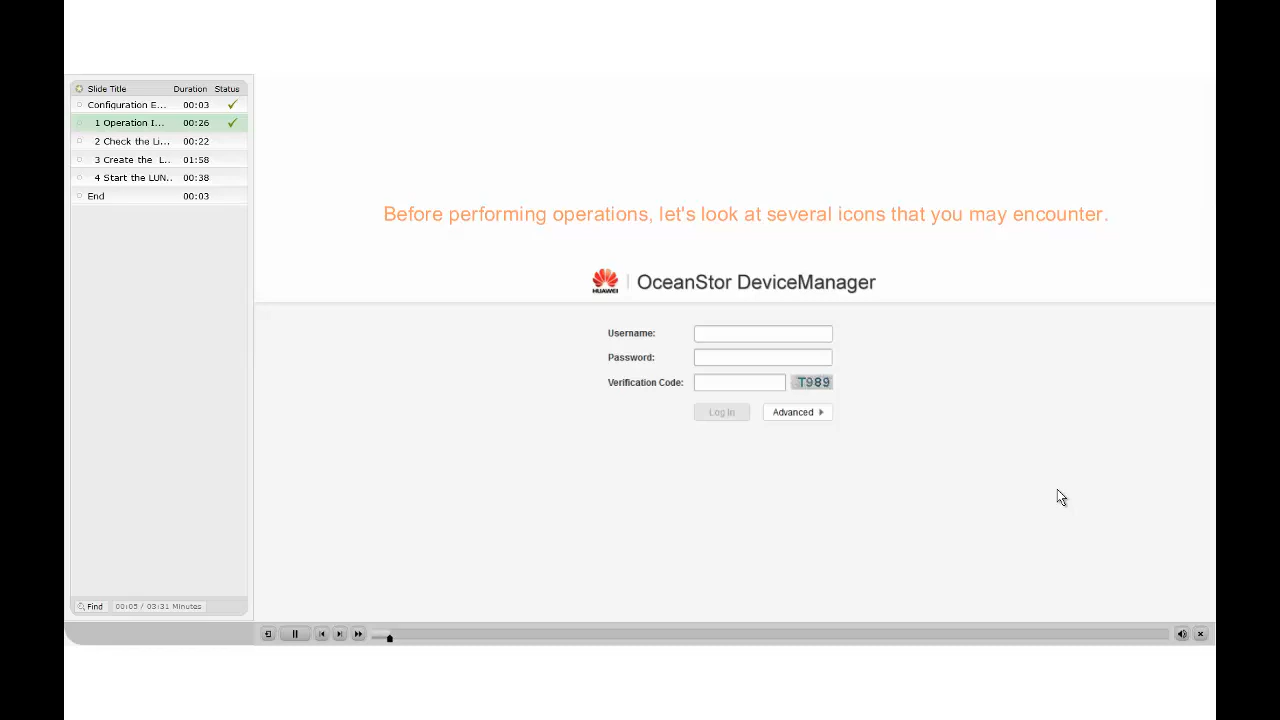 Slide Title Duration Status
Configuration E... 00:03
1 Operation I... 00:26
2 Check the Li... 00:22
3 Create the L.. 01:58
4 Start the LUN.. 00:38
End 00:03
Before performing operations, let's look at several icons that you may encounter.
HUAWEI OceanStor DeviceManager
Username:
Password:
Verification Code: T989
Log In Advanced
Find 00:05 / 03:31 Minutes